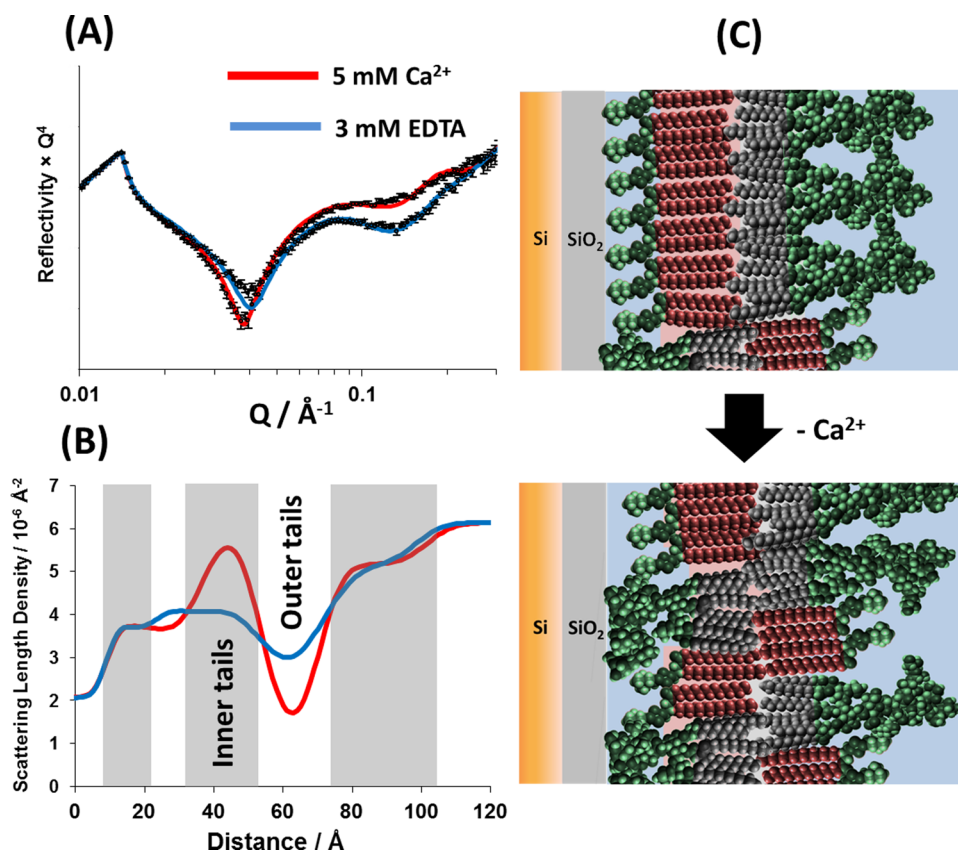 (A)
5 mM Ca²⁺
3 mM EDTA
Reflectivity × Q⁴
0.01
0.1
Q / Å⁻¹
(B)
Scattering Length Density / 10⁻⁶ Å⁻²
7
6
5
4
3
2
1
0
Inner tails
Outer tails
0
20
40
60
80
100
120
Distance / Å
(C)
Si
SiO₂
- Ca²⁺
Si
SiO₂